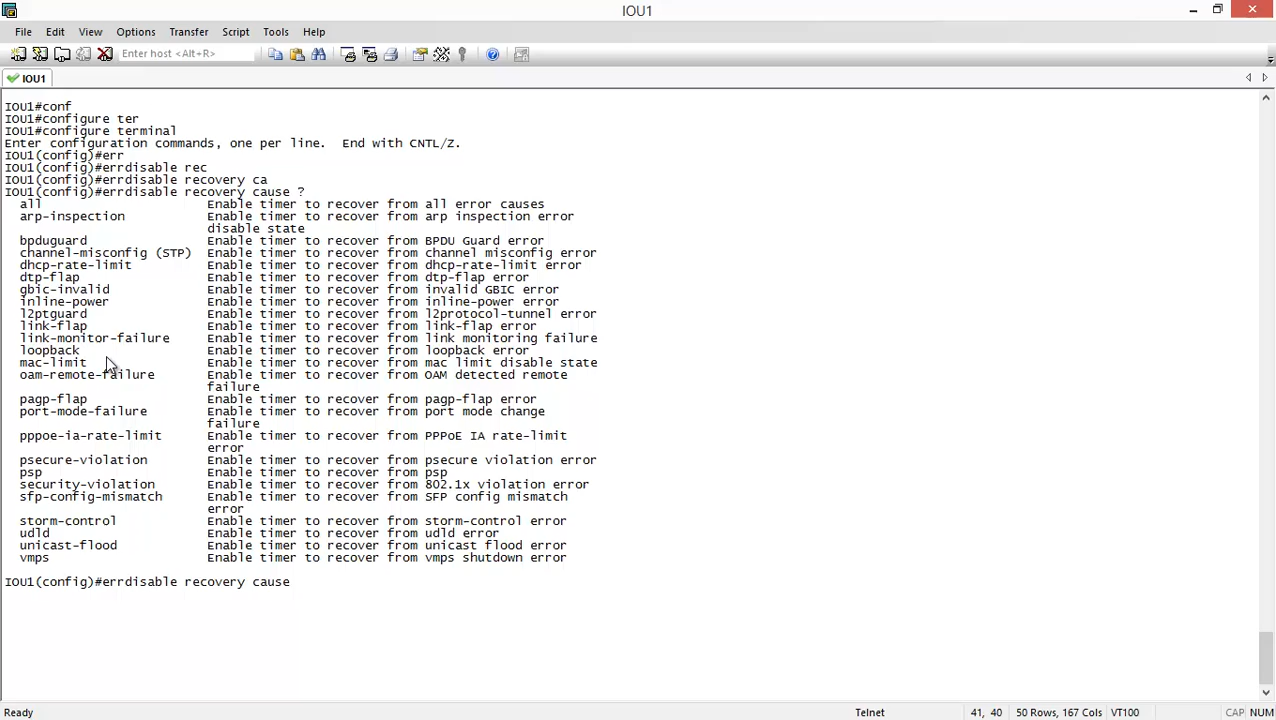 IOU1
File Edit View Options Transfer Script Tools Help
Enter host <Alt+R>
IOU1
IOU1#conf
IOU1#configure ter
IOU1#configure terminal
Enter configuration commands, one per line.  End with CNTL/Z.
IOU1(config)#err
IOU1(config)#errdisable rec
IOU1(config)#errdisable recovery ca
IOU1(config)#errdisable recovery cause ?
  all                      Enable timer to recover from all error causes
  arp-inspection           Enable timer to recover from arp inspection error
                           disable state
  bpduguard                Enable timer to recover from BPDU Guard error
  channel-misconfig (STP)  Enable timer to recover from channel misconfig error
  dhcp-rate-limit          Enable timer to recover from dhcp-rate-limit error
  dtp-flap                 Enable timer to recover from dtp-flap error
  gbic-invalid             Enable timer to recover from invalid GBIC error
  inline-power             Enable timer to recover from inline-power error
  l2ptguard                Enable timer to recover from l2protocol-tunnel error
  link-flap                Enable timer to recover from link-flap error
  link-monitor-failure     Enable timer to recover from link monitoring failure
  loopback                 Enable timer to recover from loopback error
  mac-limit                Enable timer to recover from mac limit disable state
  oam-remote-failure       Enable timer to recover from OAM detected remote
                           failure
  pagp-flap                Enable timer to recover from pagp-flap error
  port-mode-failure        Enable timer to recover from port mode change
                           failure
  pppoe-ia-rate-limit      Enable timer to recover from PPPoE IA rate-limit
                           error
  psecure-violation        Enable timer to recover from psecure violation error
  psp                      Enable timer to recover from psp
  security-violation       Enable timer to recover from 802.1x violation error
  sfp-config-mismatch      Enable timer to recover from SFP config mismatch
                           error
  storm-control            Enable timer to recover from storm-control error
  udld                     Enable timer to recover from udld error
  unicast-flood            Enable timer to recover from unicast flood error
  vmps                     Enable timer to recover from vmps shutdown error
IOU1(config)#errdisable recovery cause
Ready Telnet 41, 40 50 Rows, 167 Cols VT100 CAP NUM